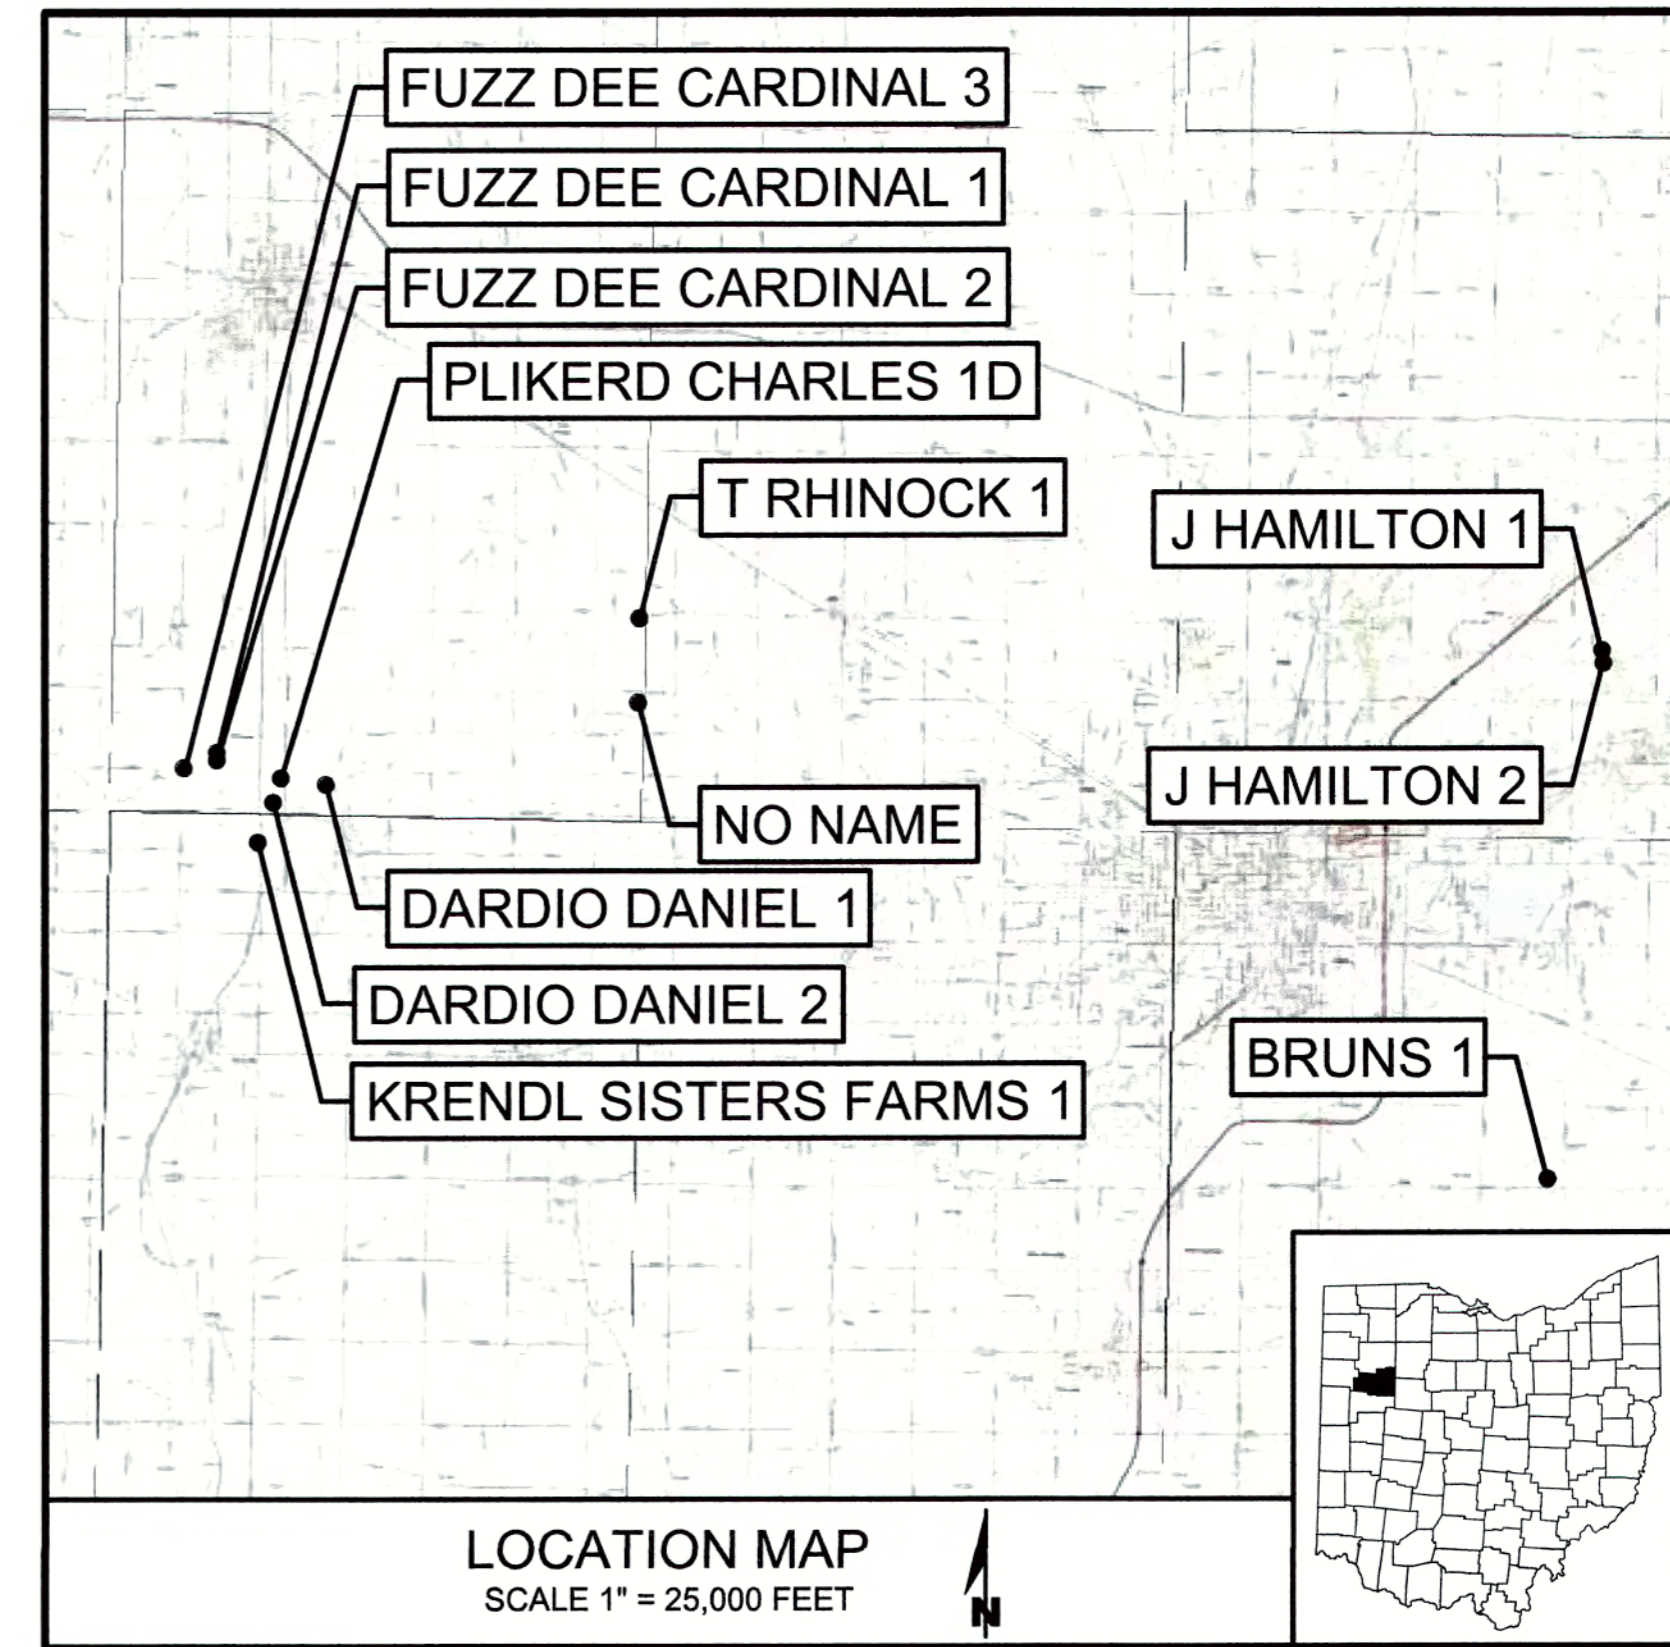 FUZZ DEE CARDINAL 3
FUZZ DEE CARDINAL 1
FUZZ DEE CARDINAL 2
PLIKERD CHARLES 1D
T RHINOCK 1
J HAMILTON 1
J HAMILTON 2
NO NAME
DARDIO DANIEL 1
DARDIO DANIEL 2
BRUNS 1
KRENDL SISTERS FARMS 1
LOCATION MAP
SCALE 1" = 25,000 FEET
N